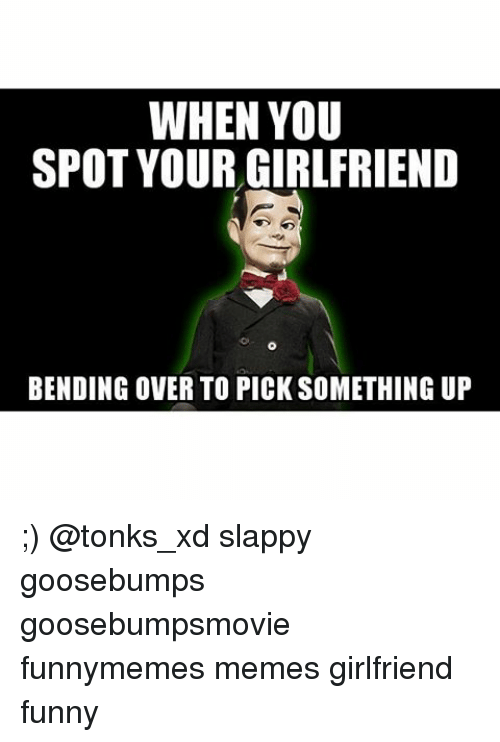 WHEN YOU
SPOT YOUR GIRLFRIEND
BENDING OVER TO PICK SOMETHING UP
;) @tonks_xd slappy
goosebumps
goosebumpsmovie
funnymemes memes girlfriend
funny